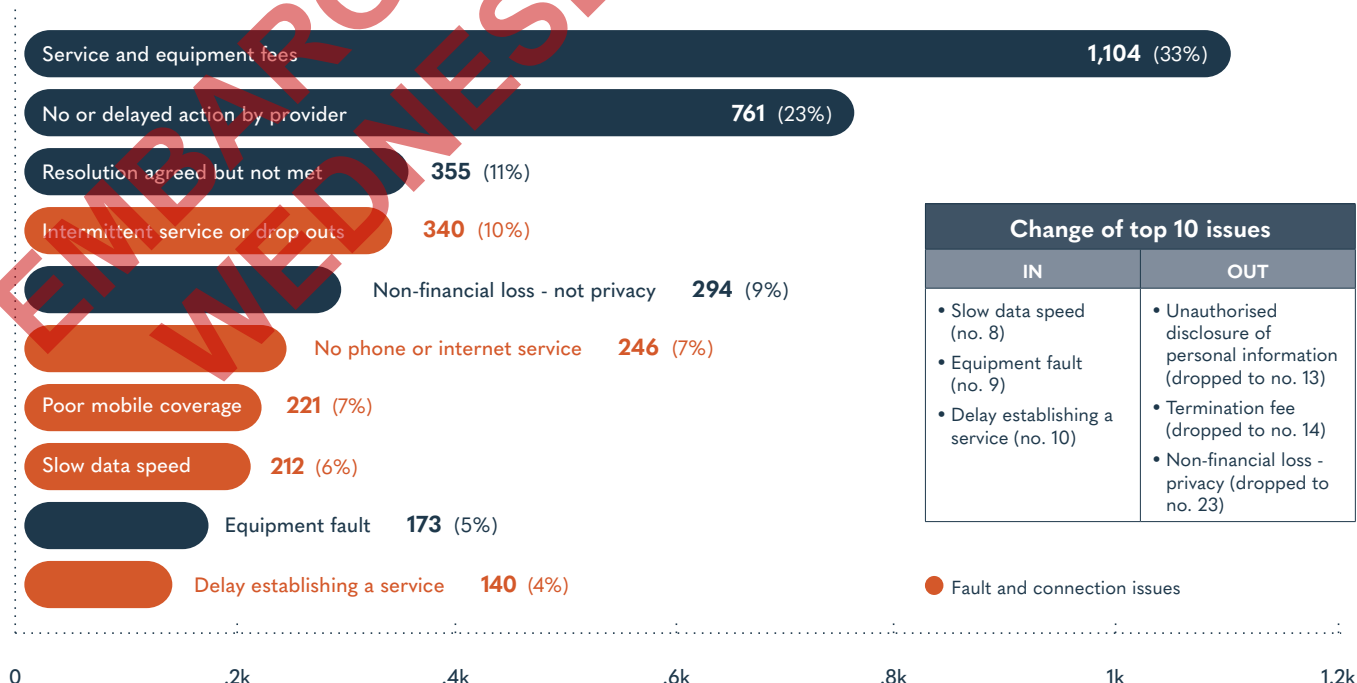 Service and equipment fees 1,104 (33%)
No or delayed action by provider 761 (23%)
Resolution agreed but not met 355 (11%)
Intermittent service or drop outs 340 (10%)
Non-financial loss - not privacy 294 (9%)
No phone or internet service 246 (7%)
Poor mobile coverage 221 (7%)
Slow data speed 212 (6%)
Equipment fault 173 (5%)
Delay establishing a service 140 (4%)
Change of top 10 issues
IN
• Slow data speed
(no. 8)
• Equipment fault
(no. 9)
• Delay establishing a
service (no. 10)
OUT
• Unauthorised
disclosure of
personal information
(dropped to no. 13)
• Termination fee
(dropped to no. 14)
• Non-financial loss -
privacy (dropped to
no. 23)
Fault and connection issues
0 .2k .4k .6k .8k 1k 1.2k
EMBARG
WEDNES